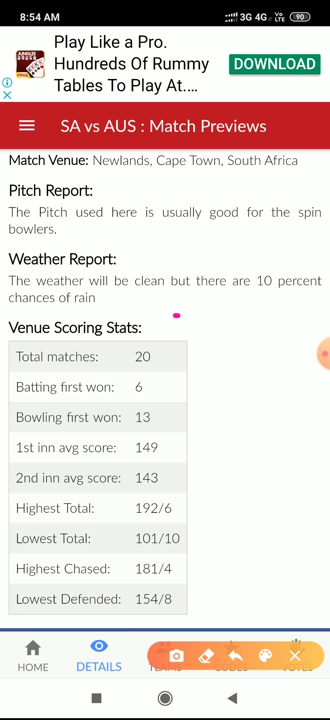 8:54 AM 3G 4G Vo LTE 90
Play Like a Pro.
Hundreds Of Rummy
Tables To Play At....
DOWNLOAD
SA vs AUS : Match Previews
Match Venue: Newlands, Cape Town, South Africa
Pitch Report:
The Pitch used here is usually good for the spin
bowlers.
Weather Report:
The weather will be clean but there are 10 percent
chances of rain
Venue Scoring Stats:
Total matches: 20
Batting first won: 6
Bowling first won: 13
1st inn avg score: 149
2nd inn avg score: 143
Highest Total: 192/6
Lowest Total: 101/10
Highest Chased: 181/4
Lowest Defended: 154/8
HOME DETAILS